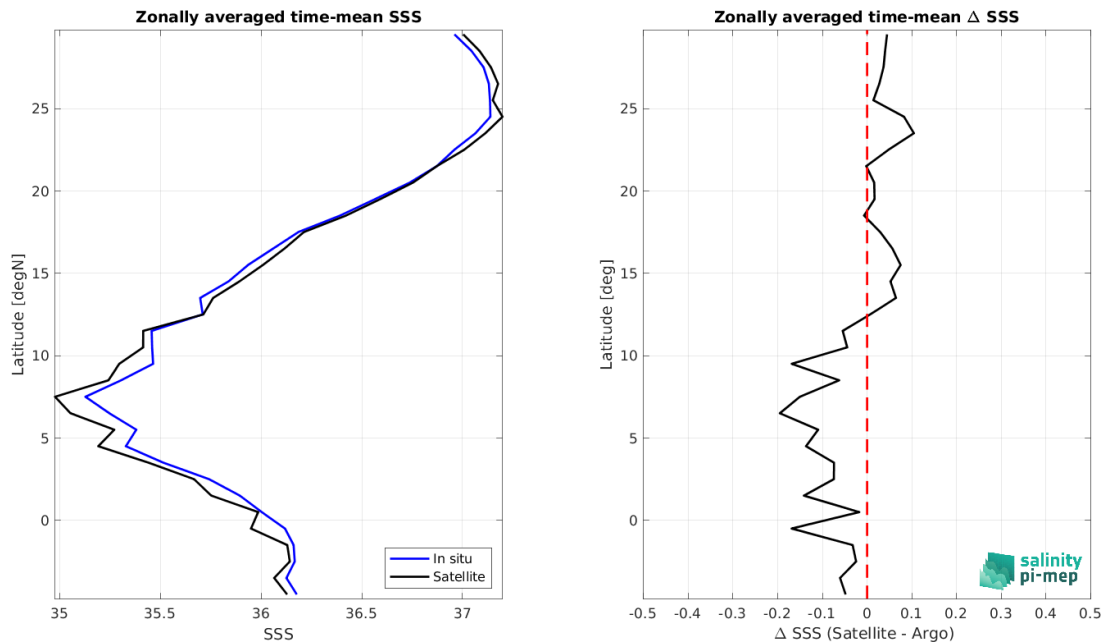 Zonally averaged time-mean SSS
25
20
15
10
5
0
Latitude [degN]
35
35.5
36
36.5
37
SSS
In situ
Satellite
Zonally averaged time-mean Δ SSS
25
20
15
10
5
0
Latitude [deg]
-0.5
-0.4
-0.3
-0.2
-0.1
0
0.1
0.2
0.3
0.4
0.5
Δ SSS (Satellite - Argo)
salinity
pi-mep